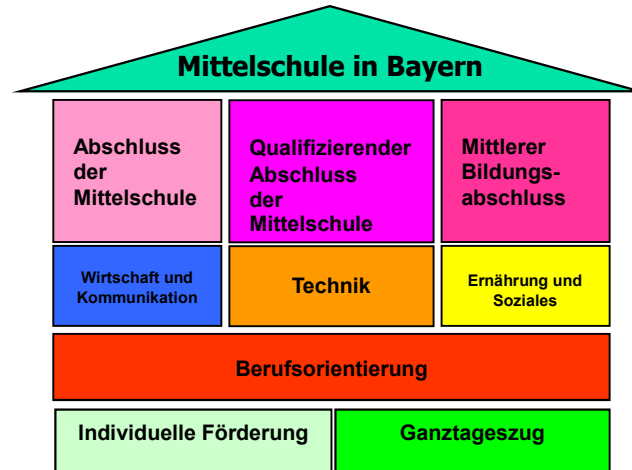 Mittelschule in Bayern
Abschluss
der
Mittelschule
Qualifizierender
Abschluss
der
Mittelschule
Mittlerer
Bildungs-
abschluss
Wirtschaft und
Kommunikation
Technik
Ernährung und
Soziales
Berufsorientierung
Individuelle Förderung
Ganztageszug